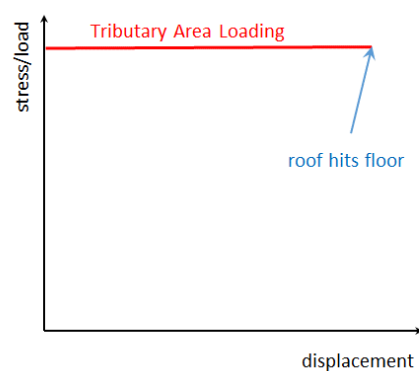 Tributary Area Loading
stress/load
roof hits floor
displacement